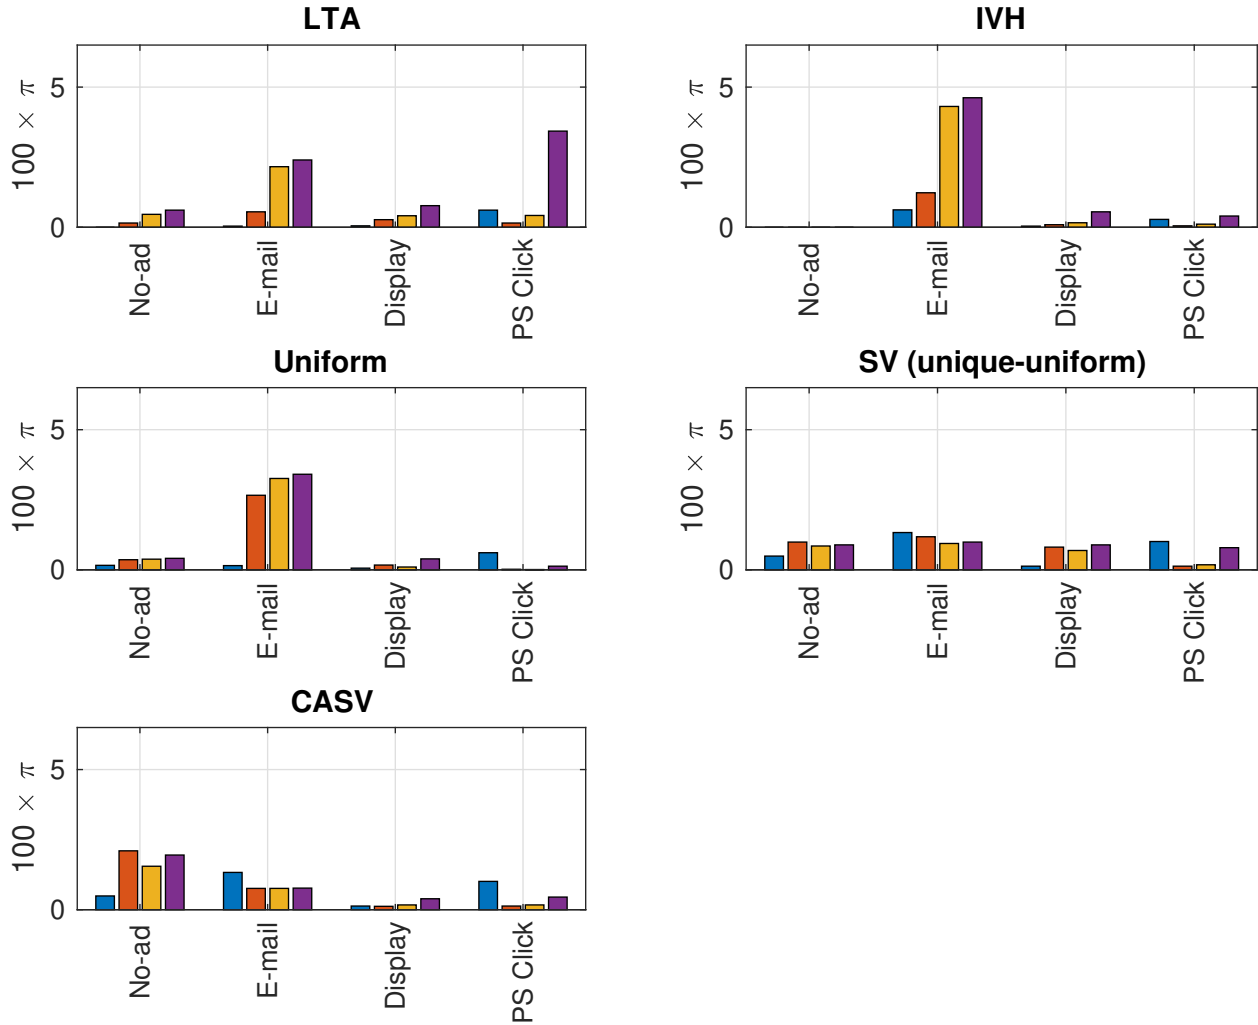 LTA
100 × π
5
0
No-ad
E-mail
Display
PS Click
IVH
100 × π
5
0
No-ad
E-mail
Display
PS Click
Uniform
100 × π
5
0
No-ad
E-mail
Display
PS Click
SV (unique-uniform)
100 × π
5
0
No-ad
E-mail
Display
PS Click
CASV
100 × π
5
0
No-ad
E-mail
Display
PS Click